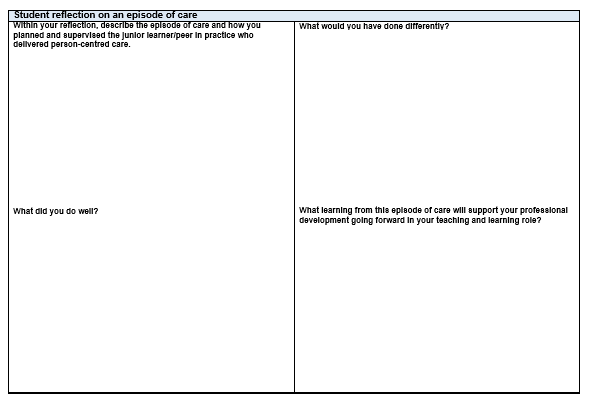 Student reflection on an episode of care
Within your reflection, describe the episode of care and how you
planned and supervised the junior learner/peer in practice who
delivered person-centred care.
What would you have done differently?
What did you do well?
What learning from this episode of care will support your professional
development going forward in your teaching and learning role?